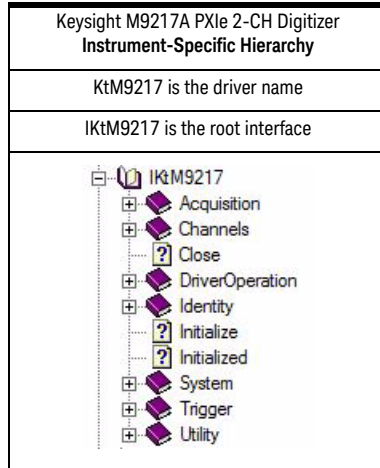 Keysight M9217A PXIe 2-CH Digitizer
Instrument-Specific Hierarchy
KtM9217 is the driver name
IKtM9217 is the root interface
IKtM9217
Acquisition
Channels
Close
DriverOperation
Identity
Initialize
Initialized
System
Trigger
Utility